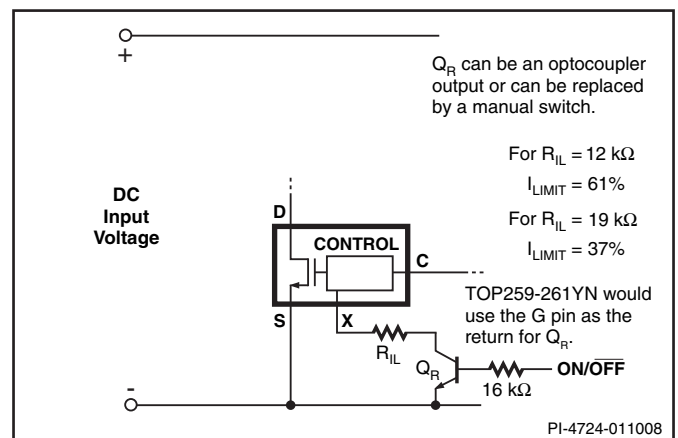 +
Q_R can be an optocoupler
output or can be replaced
by a manual switch.
For R_IL = 12 kΩ
I_LIMIT = 61%
For R_IL = 19 kΩ
I_LIMIT = 37%
DC
Input
Voltage
D
CONTROL
C
S
X
TOP259-261YN would
use the G pin as the
return for Q_R.
R_IL
Q_R
ON/O̅F̅F̅
16 kΩ
-
PI-4724-011008